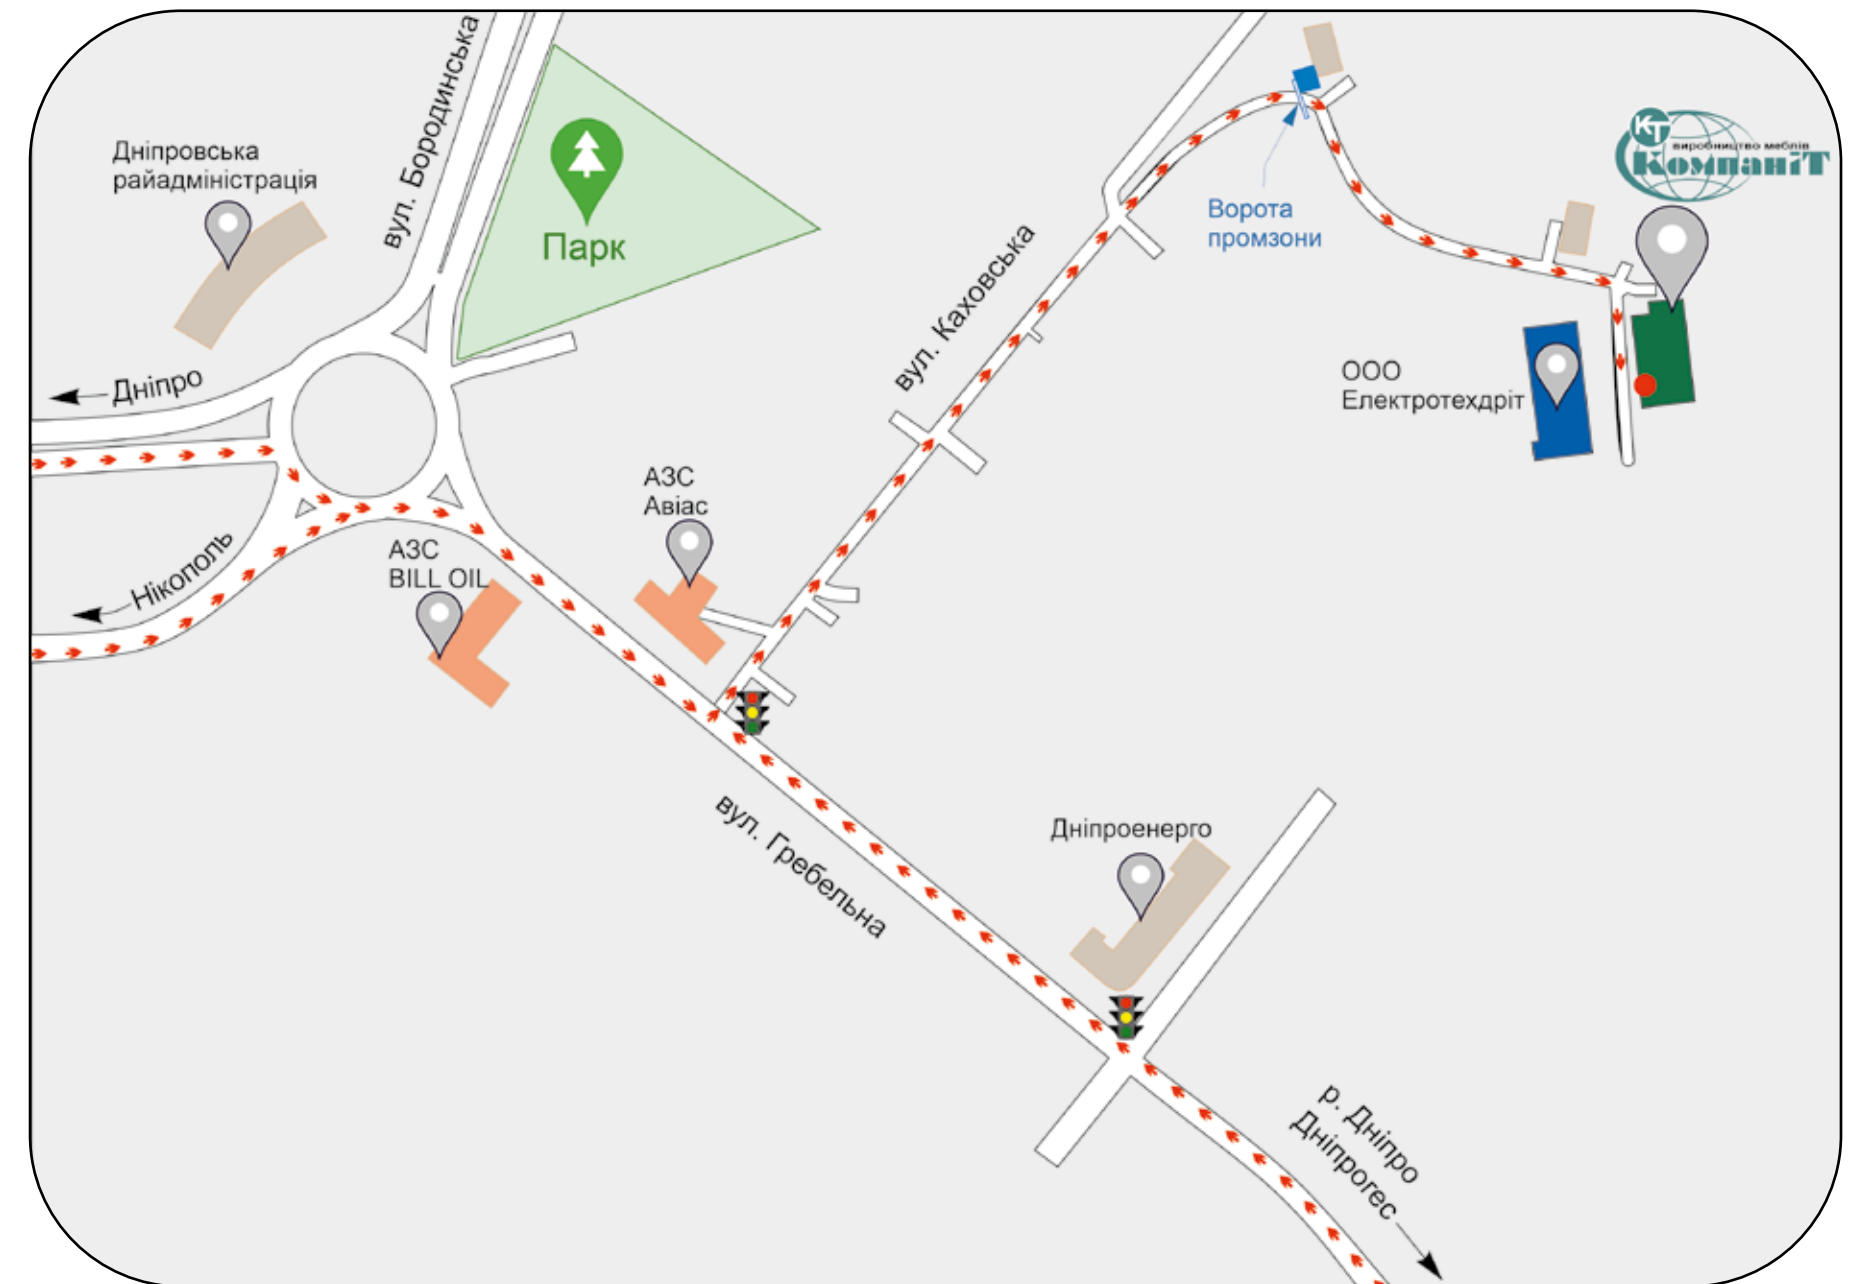 вул. Бородинська
Дніпровська
райадміністрація
Парк
КТ
виробництво меблів
КомпаніТ
Ворота
промзони
вул. Каховська
Дніпро
ООО
Електротехдріт
АЗС
Авіас
Нікополь
АЗС
BILL OIL
вул. Гребельна
Дніпроенерго
р. Дніпро
Дніпрогес